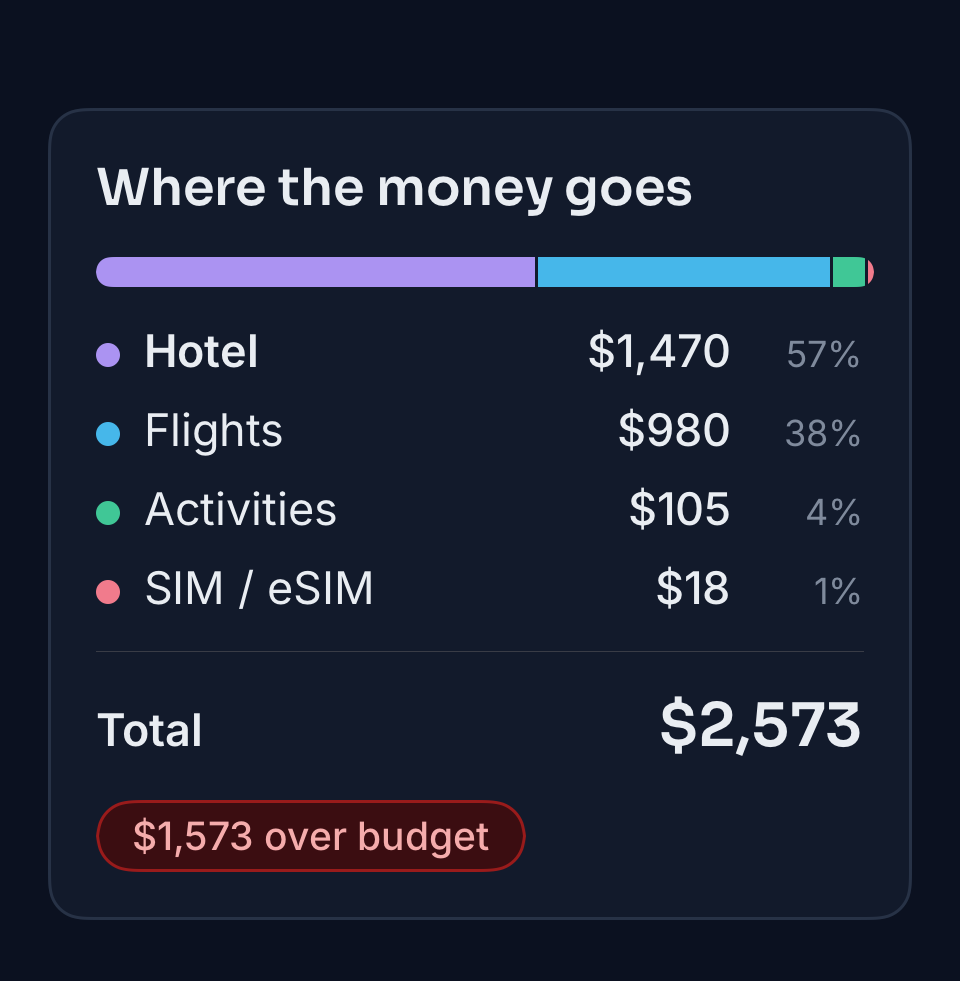 Where the money goes
Hotel $1,470 57%
Flights $980 38%
Activities $105 4%
SIM / eSIM $18 1%
Total $2,573
$1,573 over budget